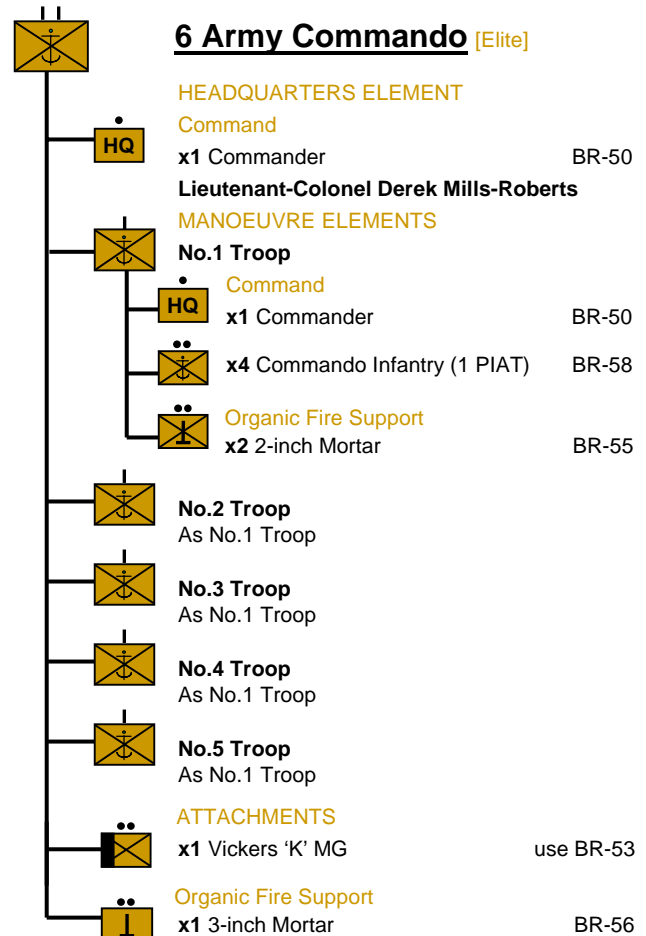 6 Army Commando [Elite]
HEADQUARTERS ELEMENT
Command
HQ
x1 Commander BR-50
Lieutenant-Colonel Derek Mills-Roberts
MANOEUVRE ELEMENTS
No.1 Troop
Command
HQ
x1 Commander BR-50
x4 Commando Infantry (1 PIAT) BR-58
Organic Fire Support
x2 2-inch Mortar BR-55
No.2 Troop
As No.1 Troop
No.3 Troop
As No.1 Troop
No.4 Troop
As No.1 Troop
No.5 Troop
As No.1 Troop
ATTACHMENTS
x1 Vickers ‘K’ MG use BR-53
Organic Fire Support
x1 3-inch Mortar BR-56